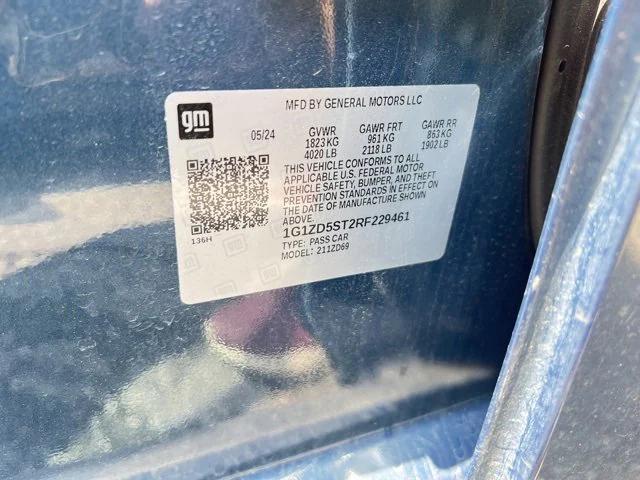 gm
MFD BY GENERAL MOTORS LLC
05/24 GVWR GAWR FRT GAWR RR
1823 KG 961 KG 863 KG
4020 LB 2118 LB 1902 LB
THIS VEHICLE CONFORMS TO ALL
APPLICABLE U.S. FEDERAL MOTOR
VEHICLE SAFETY, BUMPER, AND THEFT
PREVENTION STANDARDS IN EFFECT ON
THE DATE OF MANUFACTURE SHOWN
ABOVE.
1G1ZD5ST2RF229461
136H
TYPE: PASS CAR
MODEL: 211ZD69